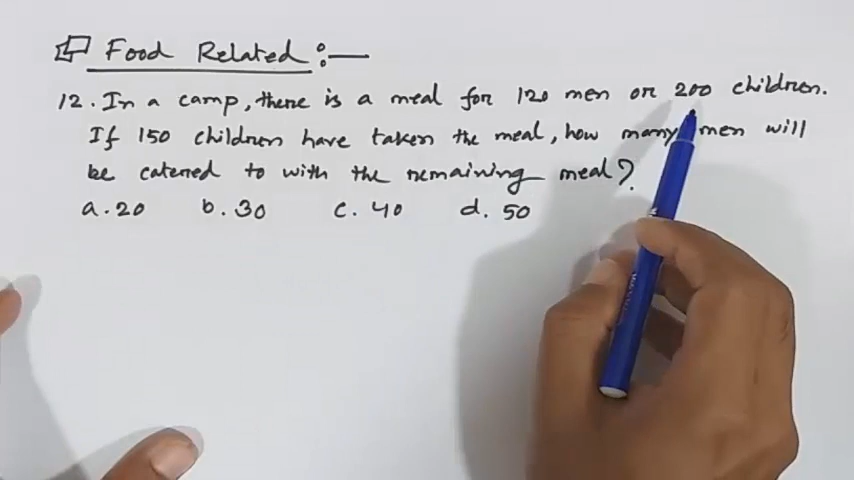 Food Related :—
12. In a camp, there is a meal for 120 men or 200 children.
If 150 children have taken the meal, how many men will
be catered to with the remaining meal?
a. 20 b. 30 c. 40 d. 50